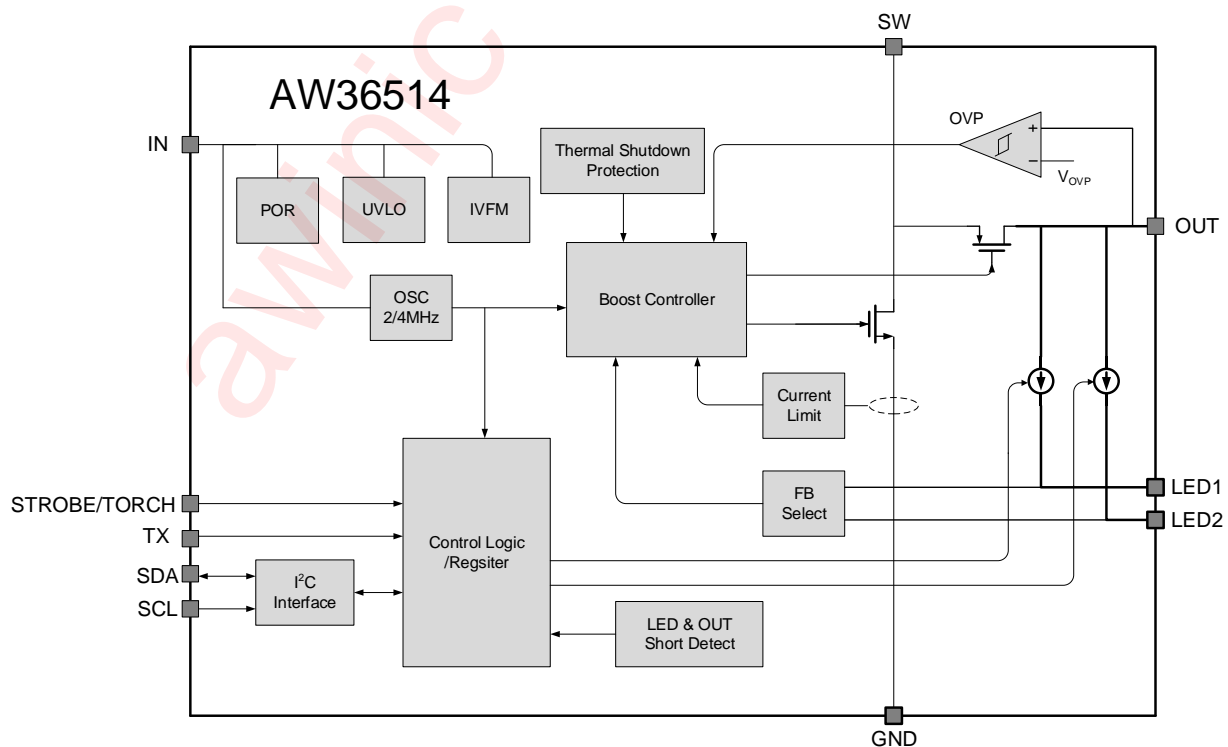 SW
AW36514
IN
OVP
+
−
V_OVP
Thermal Shutdown
Protection
POR
UVLO
IVFM
OUT
OSC
2/4MHz
Boost Controller
Current
Limit
STROBE/TORCH
TX
SDA
SCL
I²C
Interface
Control Logic
/Regsiter
FB
Select
LED1
LED2
LED & OUT
Short Detect
GND
awinic